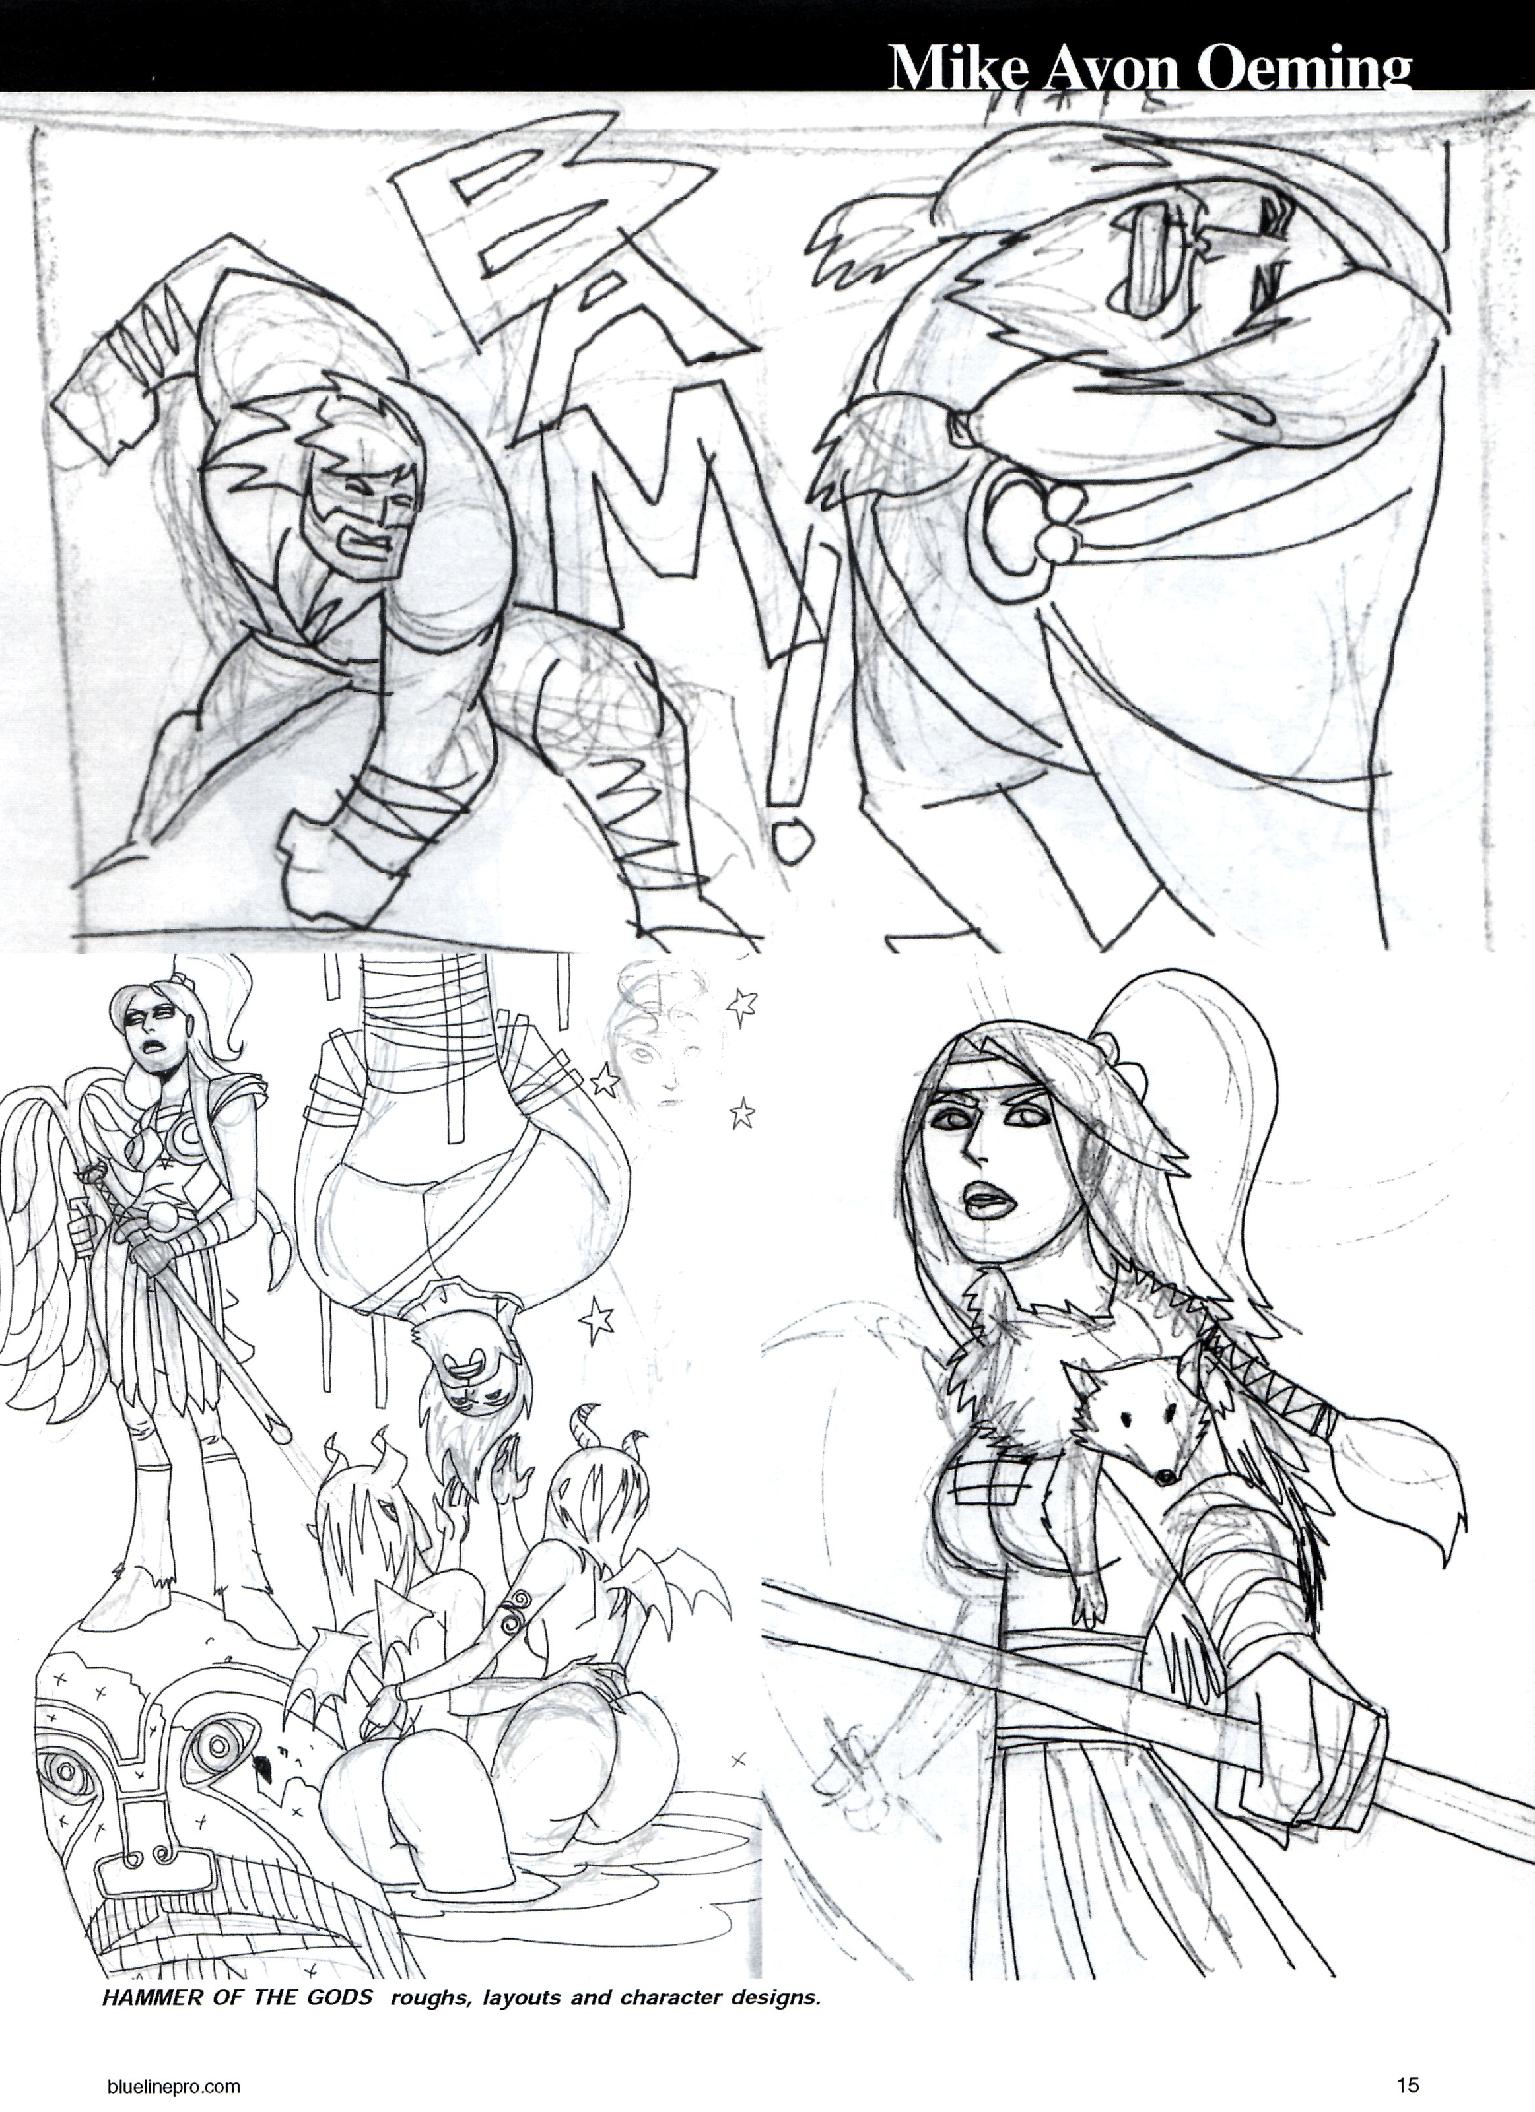 Mike Avon Oeming
BAM!
HAMMER OF THE GODS roughs, layouts and character designs.
bluelinepro.com
15